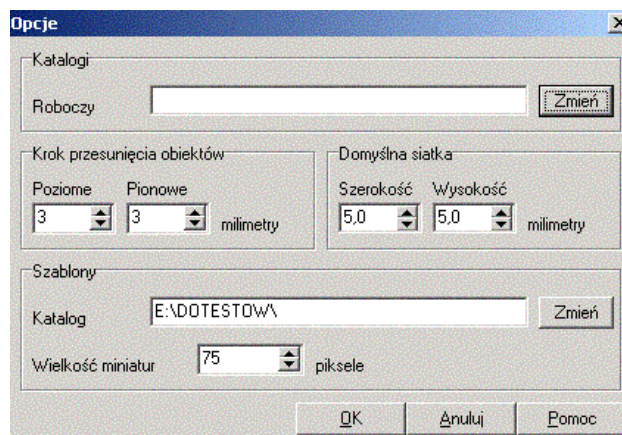 Opcje
Katalogi
Roboczy Zmień
Krok przesunięcia obiektów Domyślna siatka
Poziome Pionowe Szerokość Wysokość
3 3 milimetry 5,0 5,0 milimetry
Szablony
Katalog E:\DOTESTOW\ Zmień
Wielkość miniatur 75 piksele
OK Anuluj Pomoc